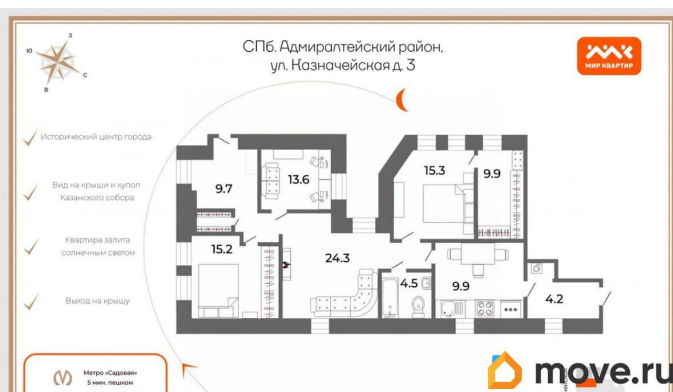 СПб. Адмиралтейский район,
ул. Казначейская д. 3
МИР КВАРТИР
з
ю
с
в
Исторический центр города
Вид на крыши и купол
Казанского собора
Квартира залита
солнечным светом
Выход на крышу
9.7
13.6
15.3
9.9
15.2
24.3
4.5
9.9
4.2
Метро «Садовая»
5 мин. пешком
move.ru